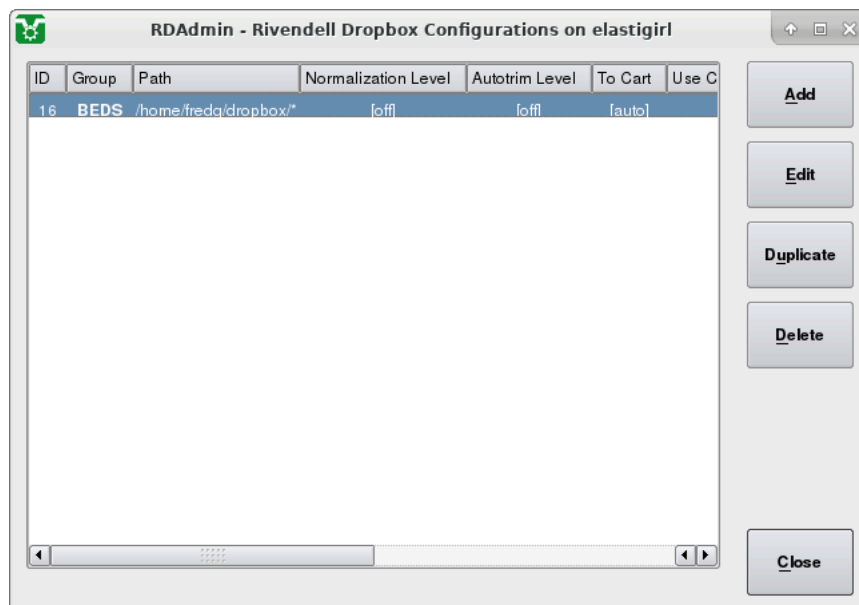 RDAdmin - Rivendell Dropbox Configurations on elastigirl
ID Group Path Normalization Level Autotrim Level To Cart Use C
16 BEDS /home/fredg/dropbox/* [off] [off] [auto]
Add
Edit
Duplicate
Delete
Close